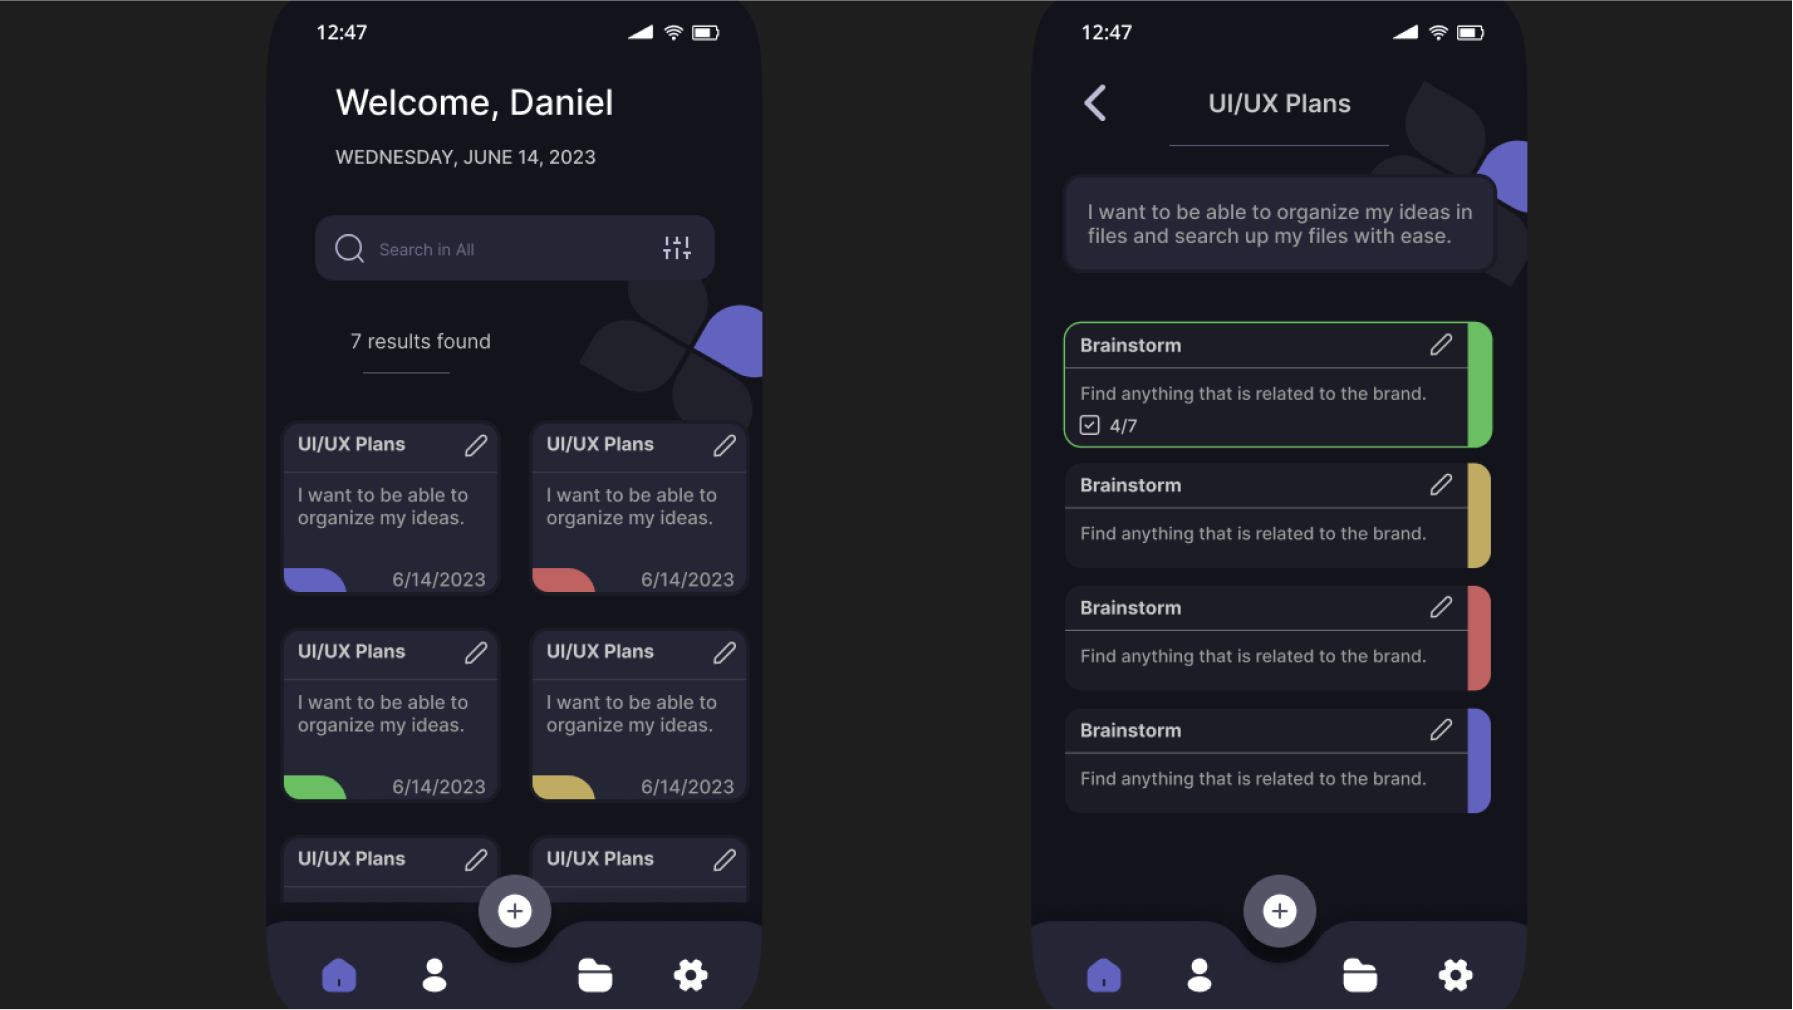 12:47
Welcome, Daniel
WEDNESDAY, JUNE 14, 2023
Search in All
7 results found
UI/UX Plans
I want to be able to
organize my ideas.
6/14/2023
UI/UX Plans
I want to be able to
organize my ideas.
6/14/2023
UI/UX Plans
I want to be able to
organize my ideas.
6/14/2023
UI/UX Plans
I want to be able to
organize my ideas.
6/14/2023
UI/UX Plans
UI/UX Plans
12:47
UI/UX Plans
I want to be able to organize my ideas in
files and search up my files with ease.
Brainstorm
Find anything that is related to the brand.
4/7
Brainstorm
Find anything that is related to the brand.
Brainstorm
Find anything that is related to the brand.
Brainstorm
Find anything that is related to the brand.